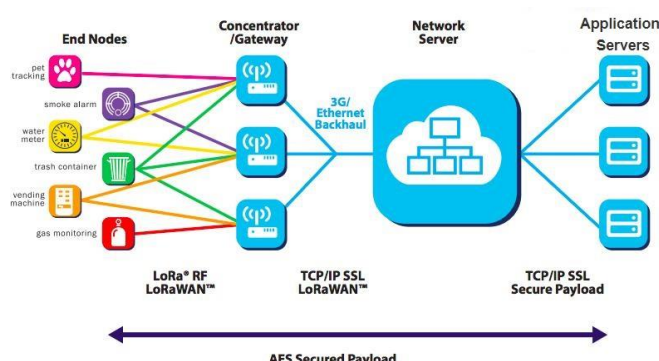 End Nodes
Concentrator
/Gateway
Network
Server
Application
Servers
pet
tracking
smoke alarm
water
meter
trash container
vending
machine
gas monitoring
3G/
Ethernet
Backhaul
LoRa® RF
LoRaWAN™
TCP/IP SSL
LoRaWAN™
TCP/IP SSL
Secure Payload
AES Secured Payload